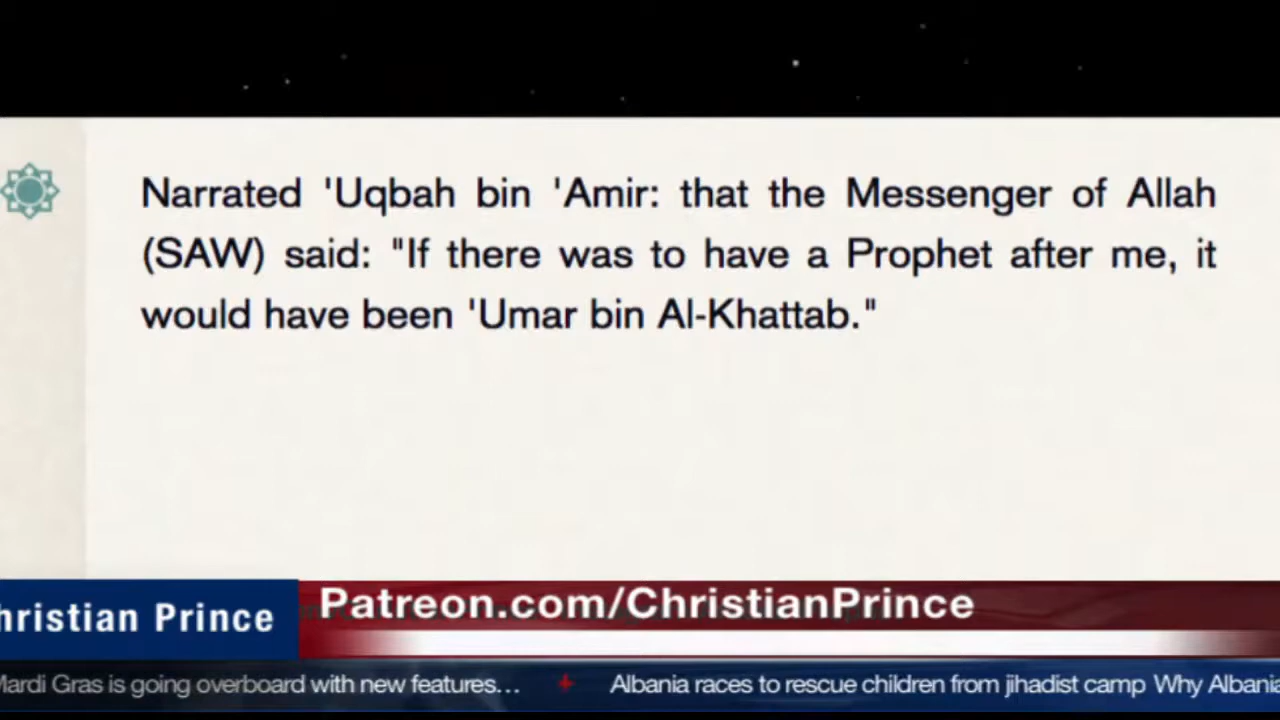 Narrated 'Uqbah bin 'Amir: that the Messenger of Allah
(SAW) said: "If there was to have a Prophet after me, it
would have been 'Umar bin Al-Khattab."
hristian Prince
Patreon.com/ChristianPrince
Mardi Gras is going overboard with new features... + Albania races to rescue children from jihadist camp Why Albania